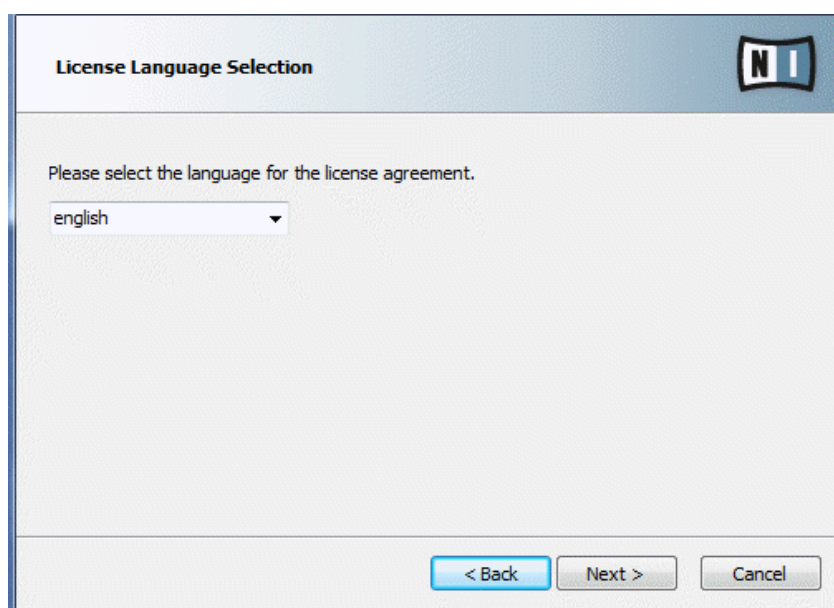 License Language Selection
NI
Please select the language for the license agreement.
english
< Back
Next >
Cancel